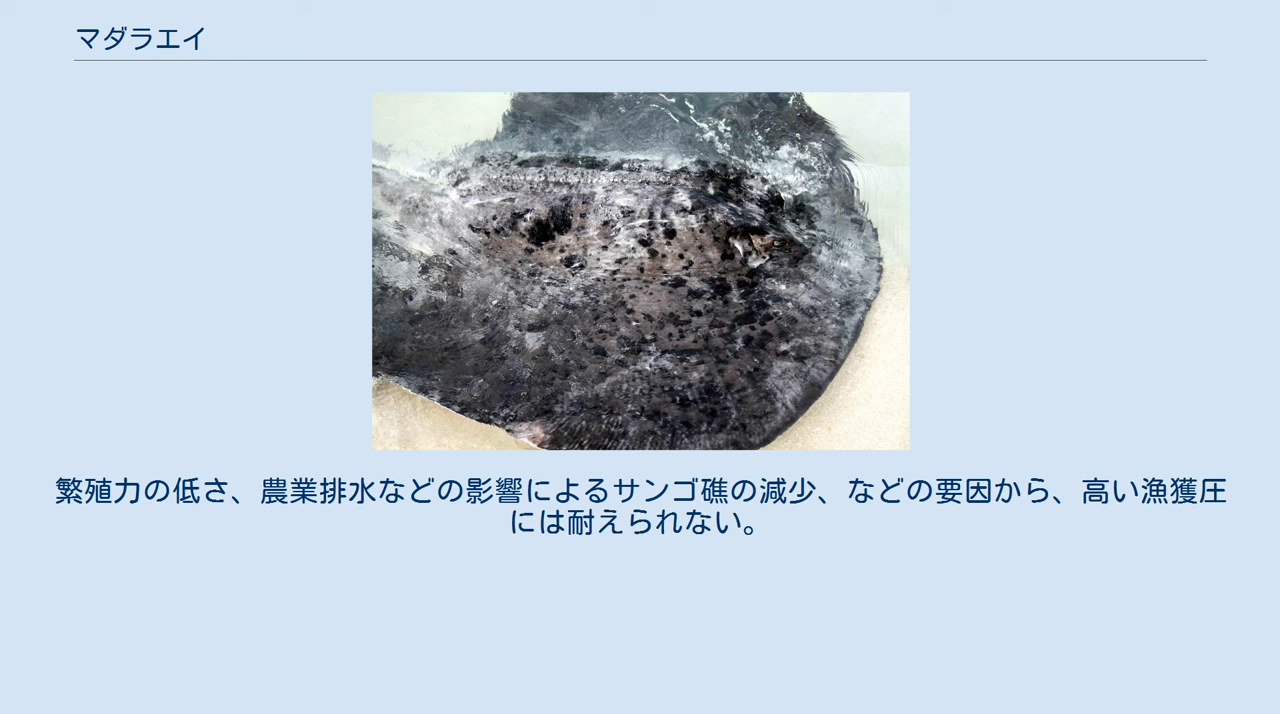 マダラエイ
繁殖力の低さ、農業排水などの影響によるサンゴ礁の減少、などの要因から、高い漁獲圧
には耐えられない。